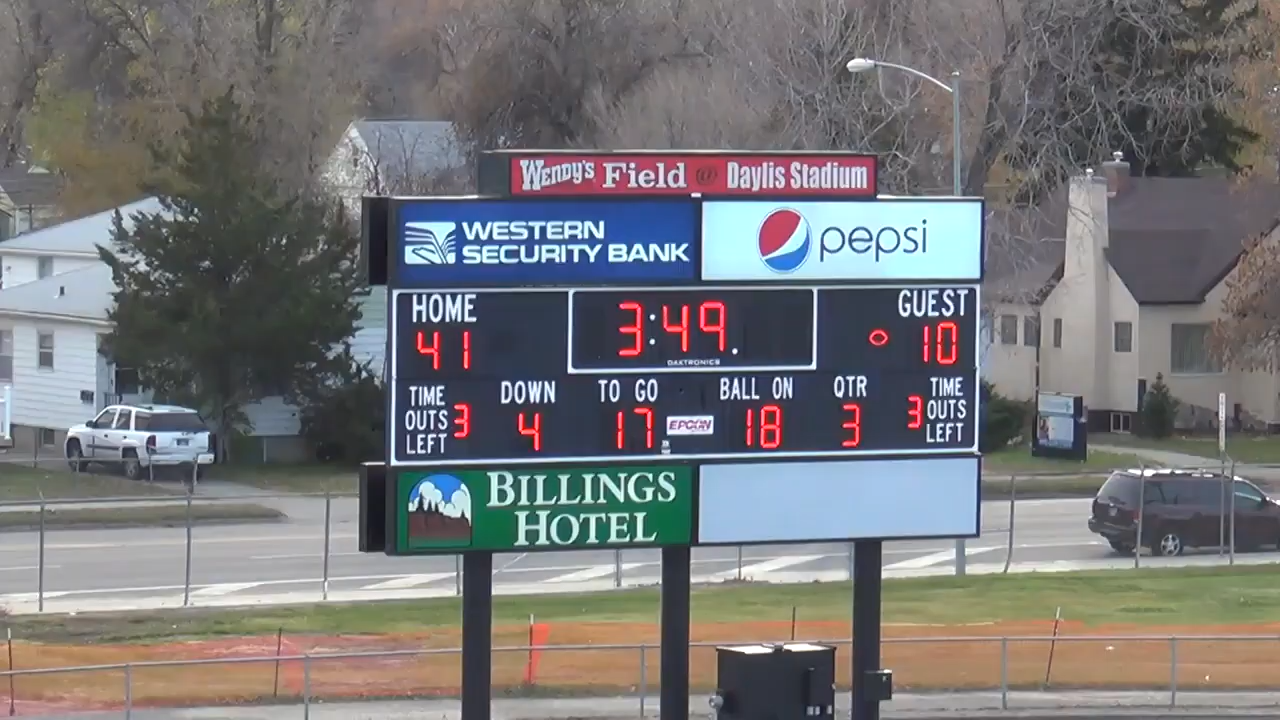 WENDY'S Field @ Daylis Stadium
WESTERN
SECURITY BANK
pepsi
HOME
3:49
GUEST
41
10
DAKTRONICS
TIME
OUTS
LEFT
3
DOWN
4
TO GO
17
EPCON
BALL ON
18
QTR
3
3
TIME
OUTS
LEFT
BILLINGS
HOTEL